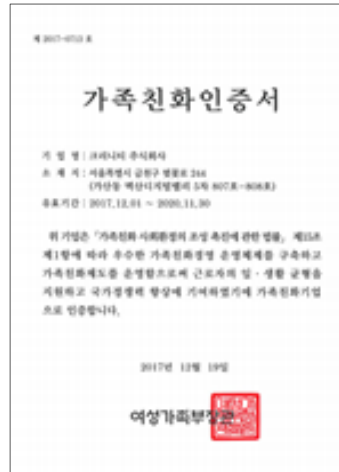 제 2017-0713 호
가족친화인증서
기 업 명 : 크리니티 주식회사
소 재 지 : 서울특별시 금천구 벚꽃로 244
(가산동 벽산디지털밸리 5차 807호~808호)
유효기간 : 2017.12.01 ~ 2020.11.30
위 기업은 「가족친화 사회환경의 조성 촉진에 관한 법률」 제15조
제1항에 따라 우수한 가족친화경영 운영체제를 구축하고
가족친화제도를 운영함으로써 근로자의 일·생활 균형을
지원하고 국가경쟁력 향상에 기여하였기에 가족친화기업
으로 인증합니다.
2017년 12월 19일
여성가족부장관